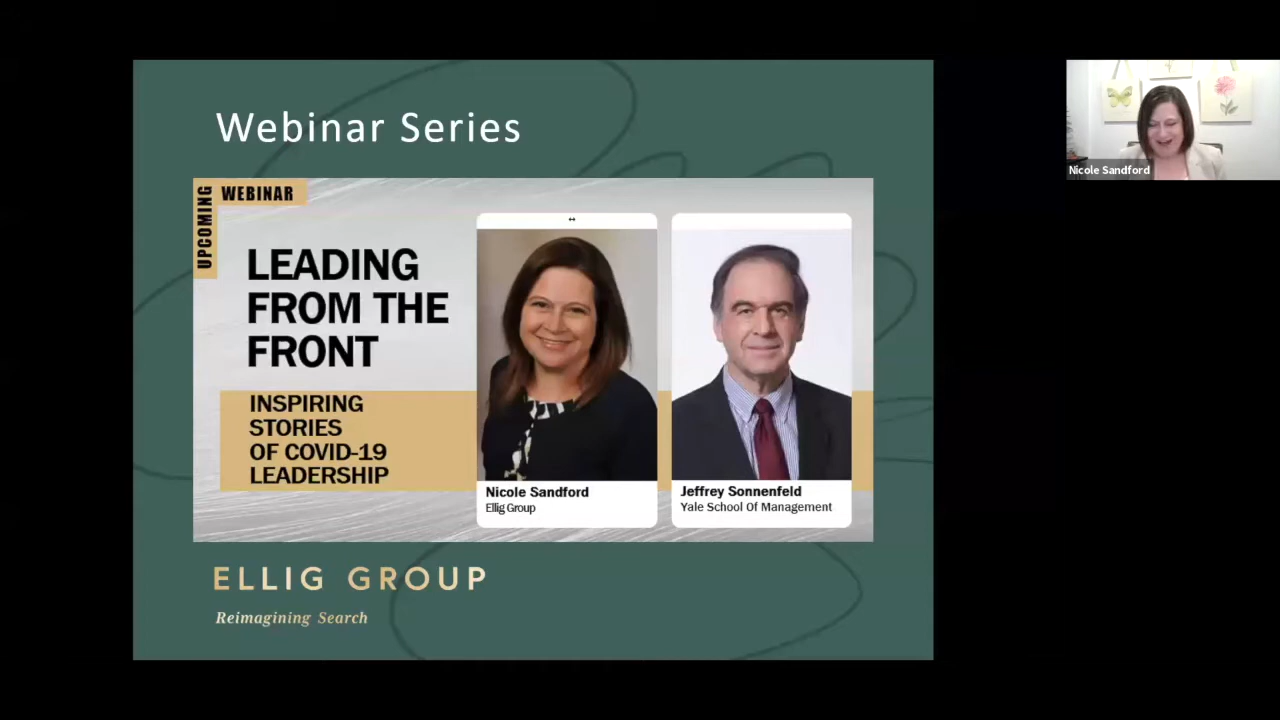 Webinar Series
UPCOMING
WEBINAR
LEADING
FROM THE
FRONT
INSPIRING
STORIES
OF COVID-19
LEADERSHIP
Nicole Sandford
Ellig Group
Jeffrey Sonnenfeld
Yale School Of Management
ELLIG GROUP
Reimagining Search
Nicole Sandford